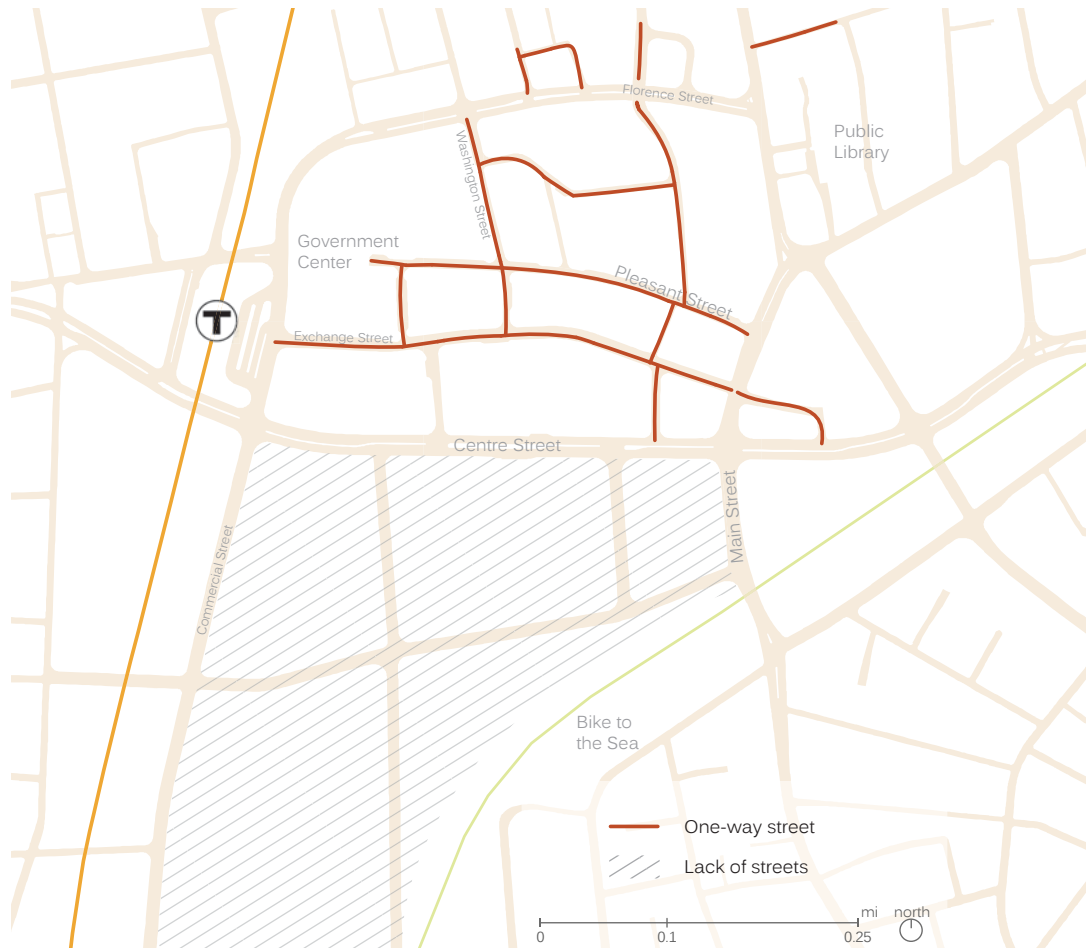 Florence Street
Public
Library
Washington Street
Government
Center
Pleasant Street
T
Exchange Street
Centre Street
Main Street
Commercial Street
Bike to
the Sea
One-way street
Lack of streets
mi
north
0
0.1
0.25